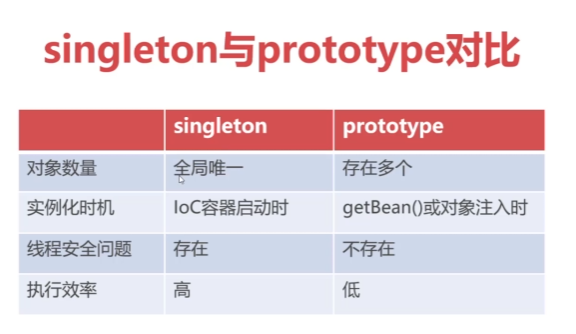 singleton与prototype对比
singleton prototype
对象数量 全局唯一 存在多个
实例化时机 IoC容器启动时 getBean()或对象注入时
线程安全问题 存在 不存在
执行效率 高 低